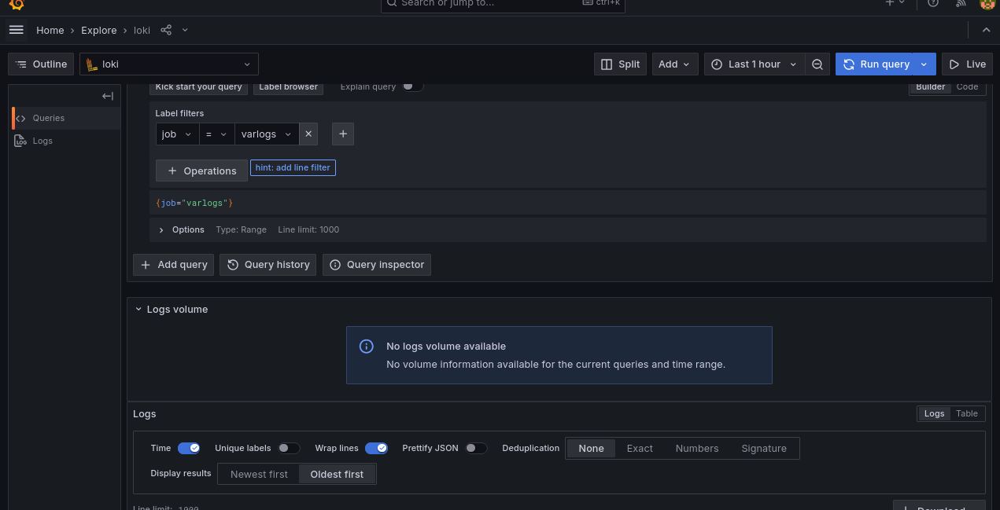 Search or jump to... ctrl+k
Home › Explore › loki
Outline loki Split Add Last 1 hour Run query Live
Kick start your query Label browser Explain query Builder Code
Queries
Logs
Label filters
job = varlogs
+ Operations hint: add line filter
{job="varlogs"}
Options Type: Range Line limit: 1000
+ Add query Query history Query inspector
Logs volume
No logs volume available
No volume information available for the current queries and time range.
Logs Logs Table
Time Unique labels Wrap lines Prettify JSON Deduplication None Exact Numbers Signature
Display results Newest first Oldest first
Line limit: 1000 Download